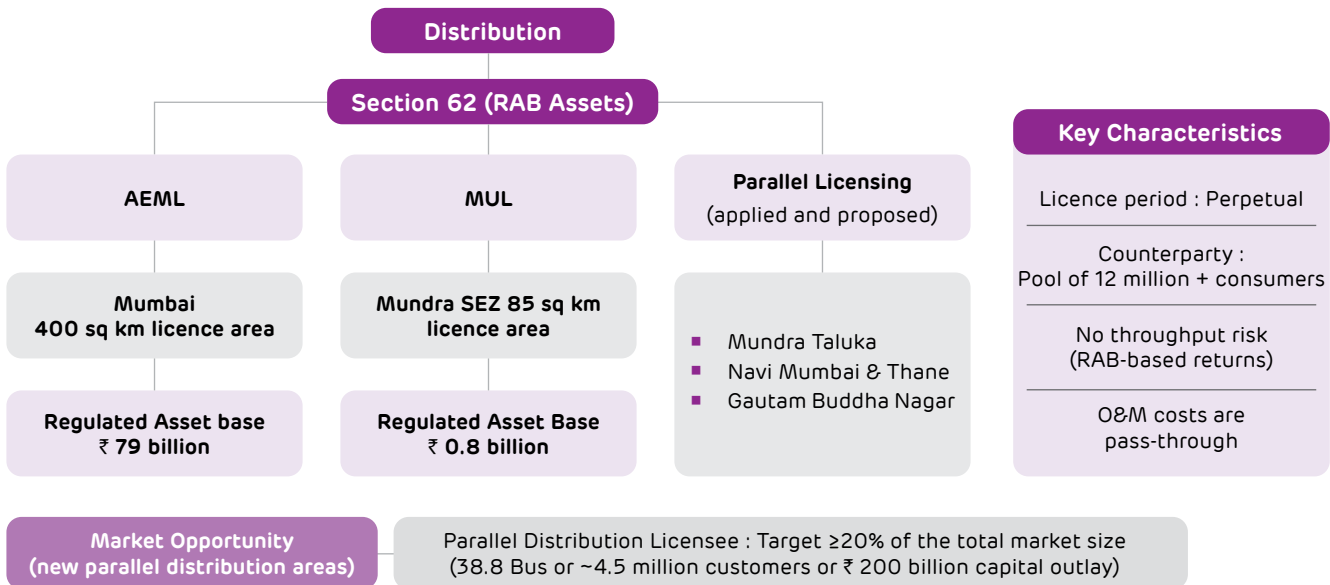 Distribution
Section 62 (RAB Assets)
AEML
Mumbai
400 sq km licence area
Regulated Asset base
₹ 79 billion
MUL
Mundra SEZ 85 sq km
licence area
Regulated Asset Base
₹ 0.8 billion
Parallel Licensing
(applied and proposed)
■ Mundra Taluka
■ Navi Mumbai & Thane
■ Gautam Buddha Nagar
Key Characteristics
Licence period : Perpetual
Counterparty :
Pool of 12 million + consumers
No throughput risk
(RAB-based returns)
O&M costs are
pass-through
Market Opportunity
(new parallel distribution areas)
Parallel Distribution Licensee : Target ≥20% of the total market size
(38.8 Bus or ~4.5 million customers or ₹ 200 billion capital outlay)